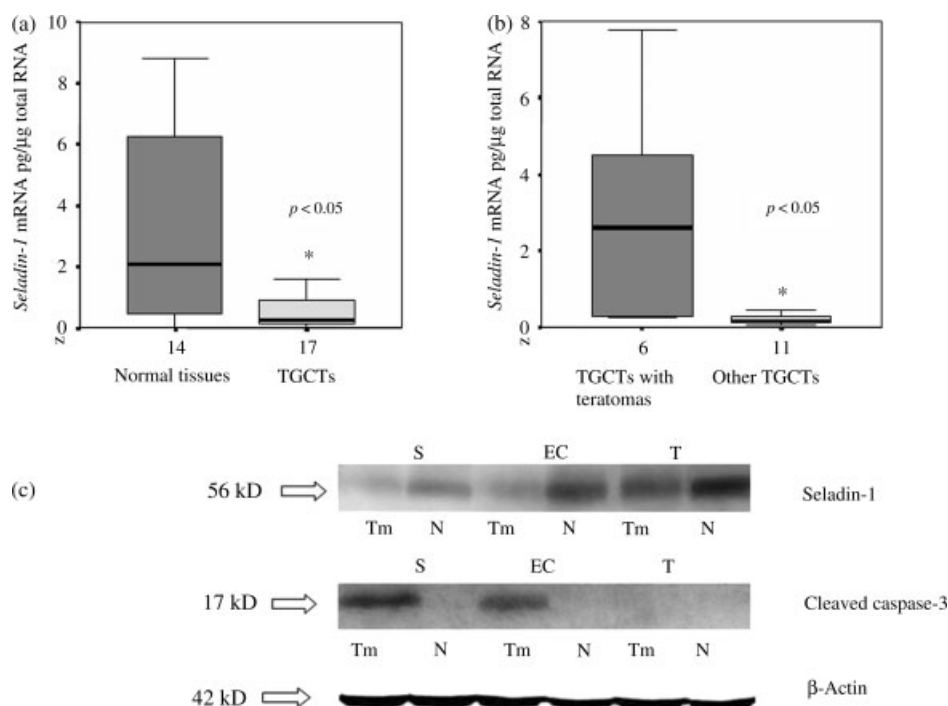 (a)
Seladin-1 mRNA pg/μg total RNA
10
8
6
4
2
0
z
p < 0.05
*
14
17
Normal tissues
TGCTs
(b)
Seladin-1 mRNA pg/μg total RNA
8
6
4
2
0
z
p < 0.05
*
6
11
TGCTs with
teratomas
Other TGCTs
(c)
S EC T
56 kD
Seladin-1
Tm N Tm N Tm N
S EC T
17 kD
Cleaved caspase-3
Tm N Tm N Tm N
42 kD
β-Actin